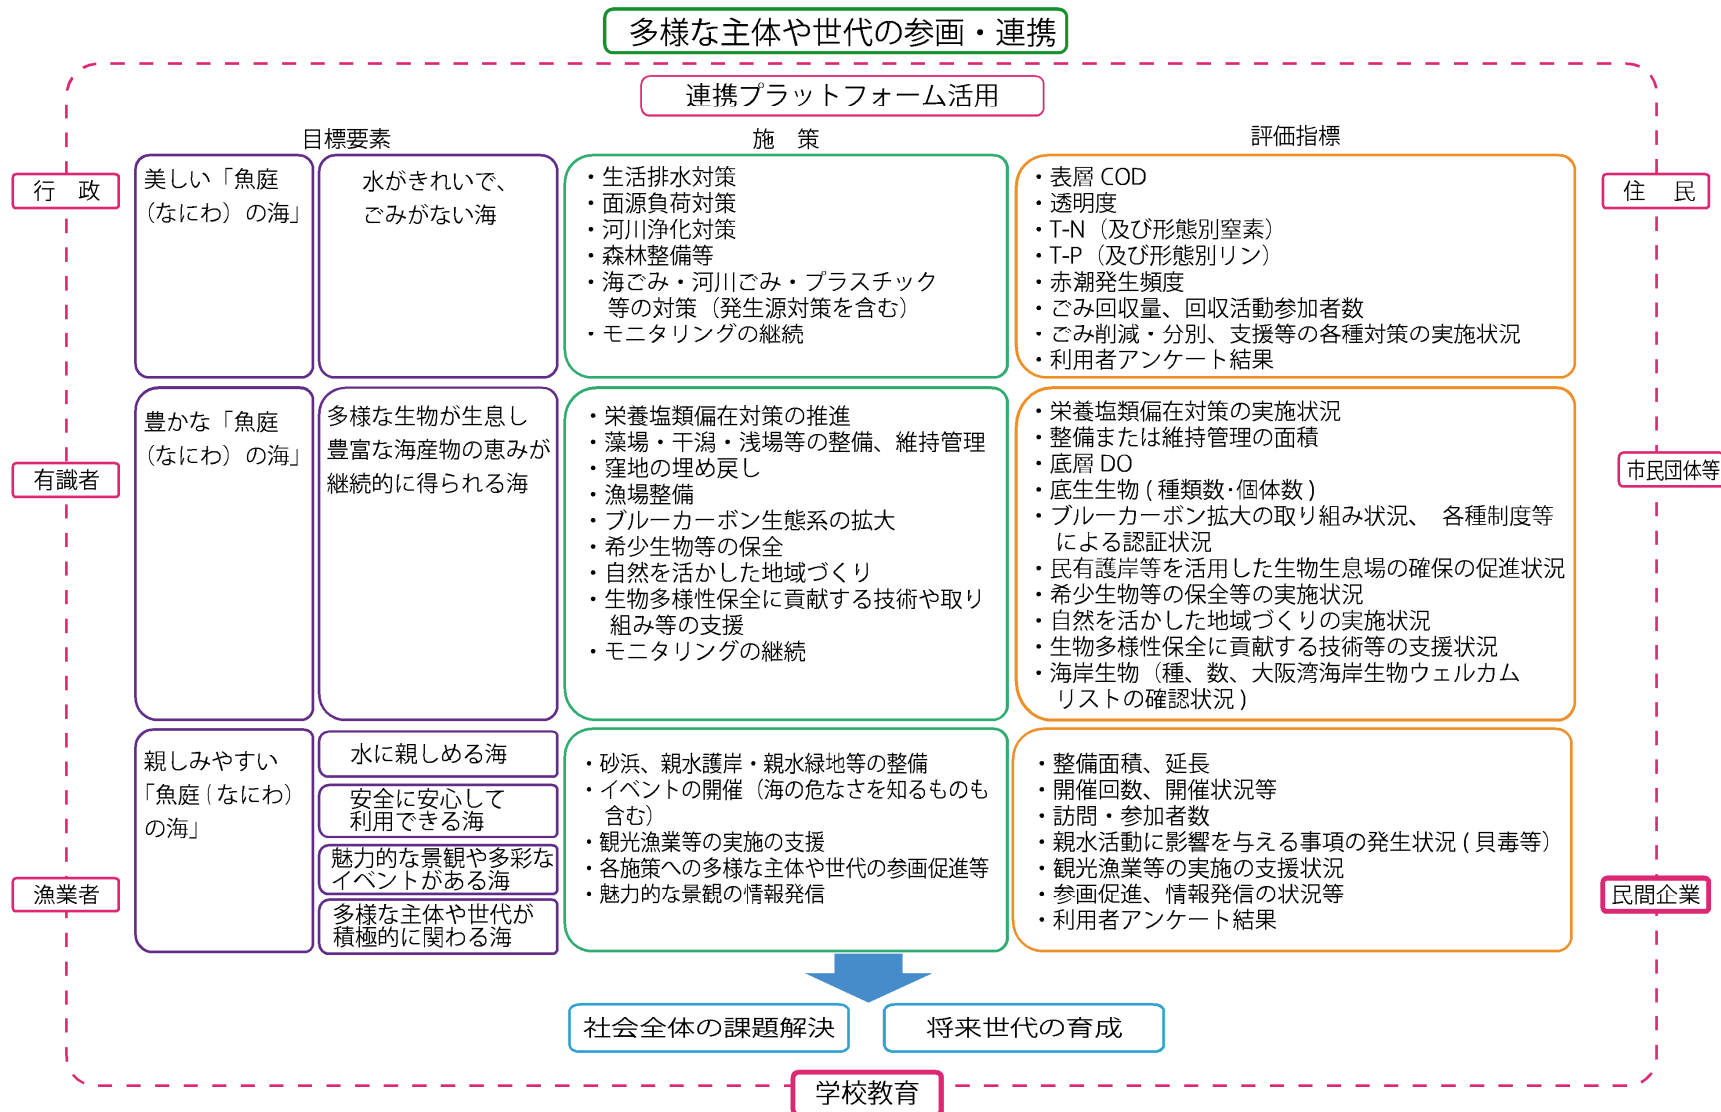 多様な主体や世代の参画・連携
連携プラットフォーム活用
目標要素
施　策
評価指標
行　政
住　民
有識者
市民団体等
漁業者
民間企業
美しい「魚庭
（なにわ）の海」
水がきれいで、
ごみがない海
・生活排水対策
・面源負荷対策
・河川浄化対策
・森林整備等
・海ごみ・河川ごみ・プラスチック
等の対策（発生源対策を含む）
・モニタリングの継続
・表層 COD
・透明度
・T-N（及び形態別窒素）
・T-P（及び形態別リン）
・赤潮発生頻度
・ごみ回収量、回収活動参加者数
・ごみ削減・分別、支援等の各種対策の実施状況
・利用者アンケート結果
豊かな「魚庭
（なにわ）の海」
多様な生物が生息し
豊富な海産物の恵みが
継続的に得られる海
・栄養塩類偏在対策の推進
・藻場・干潟・浅場等の整備、維持管理
・窪地の埋め戻し
・漁場整備
・ブルーカーボン生態系の拡大
・希少生物等の保全
・自然を活かした地域づくり
・生物多様性保全に貢献する技術や取り
組み等の支援
・モニタリングの継続
・栄養塩類偏在対策の実施状況
・整備または維持管理の面積
・底層 DO
・底生生物 ( 種類数･個体数 )
・ブルーカーボン拡大の取り組み状況、 各種制度等
による認証状況
・民有護岸等を活用した生物生息場の確保の促進状況
・希少生物等の保全等の実施状況
・自然を活かした地域づくりの実施状況
・生物多様性保全に貢献する技術等の支援状況
・海岸生物（種、数、大阪湾海岸生物ウェルカム
リストの確認状況 )
親しみやすい
「魚庭 ( なにわ）
の海」
水に親しめる海
安全に安心して
利用できる海
魅力的な景観や多彩な
イベントがある海
多様な主体や世代が
積極的に関わる海
・砂浜、親水護岸・親水緑地等の整備
・イベントの開催（海の危なさを知るものも
含む）
・観光漁業等の実施の支援
・各施策への多様な主体や世代の参画促進等
・魅力的な景観の情報発信
・整備面積、延長
・開催回数、開催状況等
・訪問・参加者数
・親水活動に影響を与える事項の発生状況 ( 貝毒等）
・観光漁業等の実施の支援状況
・参画促進、情報発信の状況等
・利用者アンケート結果
社会全体の課題解決
将来世代の育成
学校教育